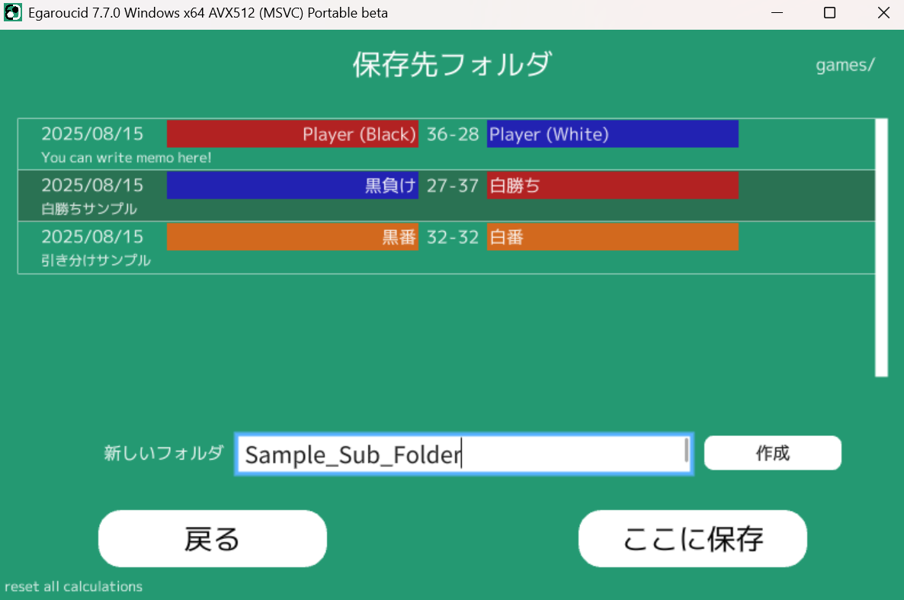 Egaroucid 7.7.0 Windows x64 AVX512 (MSVC) Portable beta
保存先フォルダ
games/
2025/08/15 Player (Black) 36-28 Player (White)
You can write memo here!
2025/08/15 黒負け 27-37 白勝ち
白勝ちサンプル
2025/08/15 黒番 32-32 白番
引き分けサンプル
新しいフォルダ Sample_Sub_Folder 作成
戻る ここに保存
reset all calculations